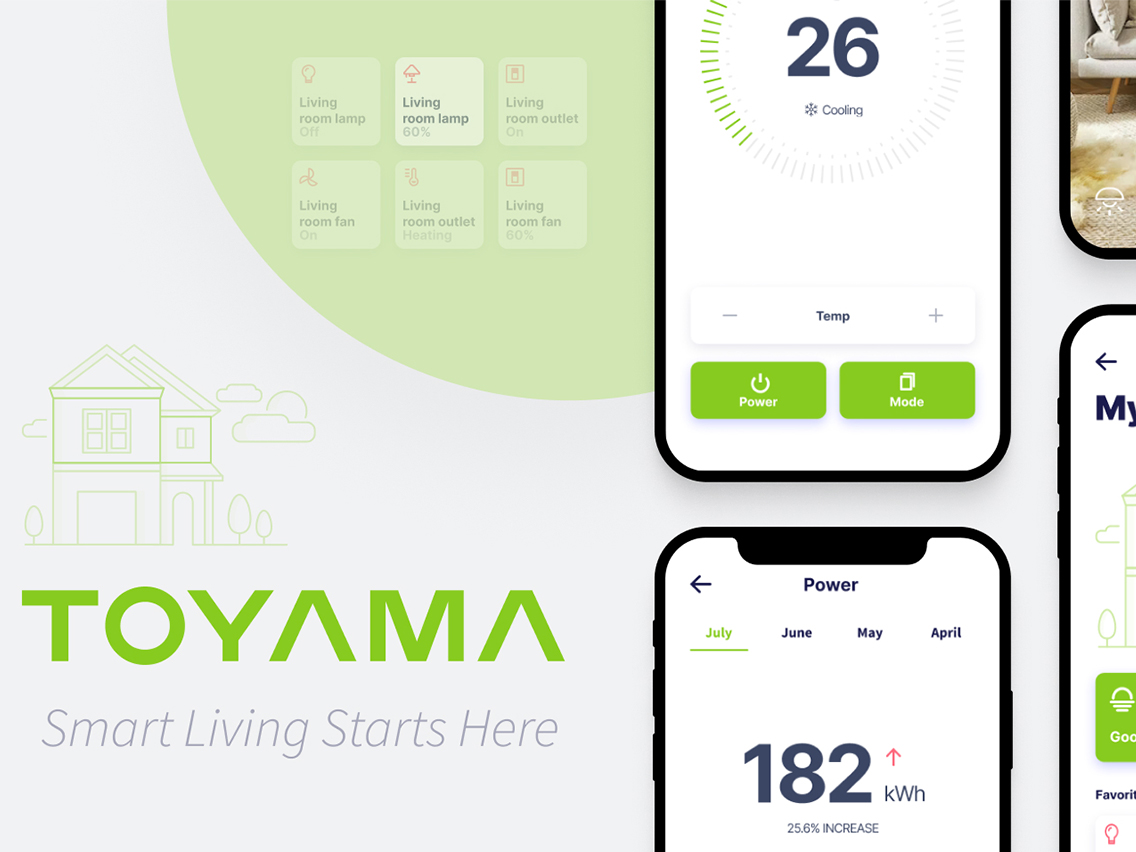 Living
room lamp
Off
Living
room lamp
60%
Living
room outlet
On
Living
room fan
On
Living
room outlet
Heating
Living
room fan
60%
TOYAMA
Smart Living Starts Here
26
Cooling
− Temp +
Power
Mode
Power
July June May April
182
kWh
25.6% INCREASE
My
Goo
Favorit